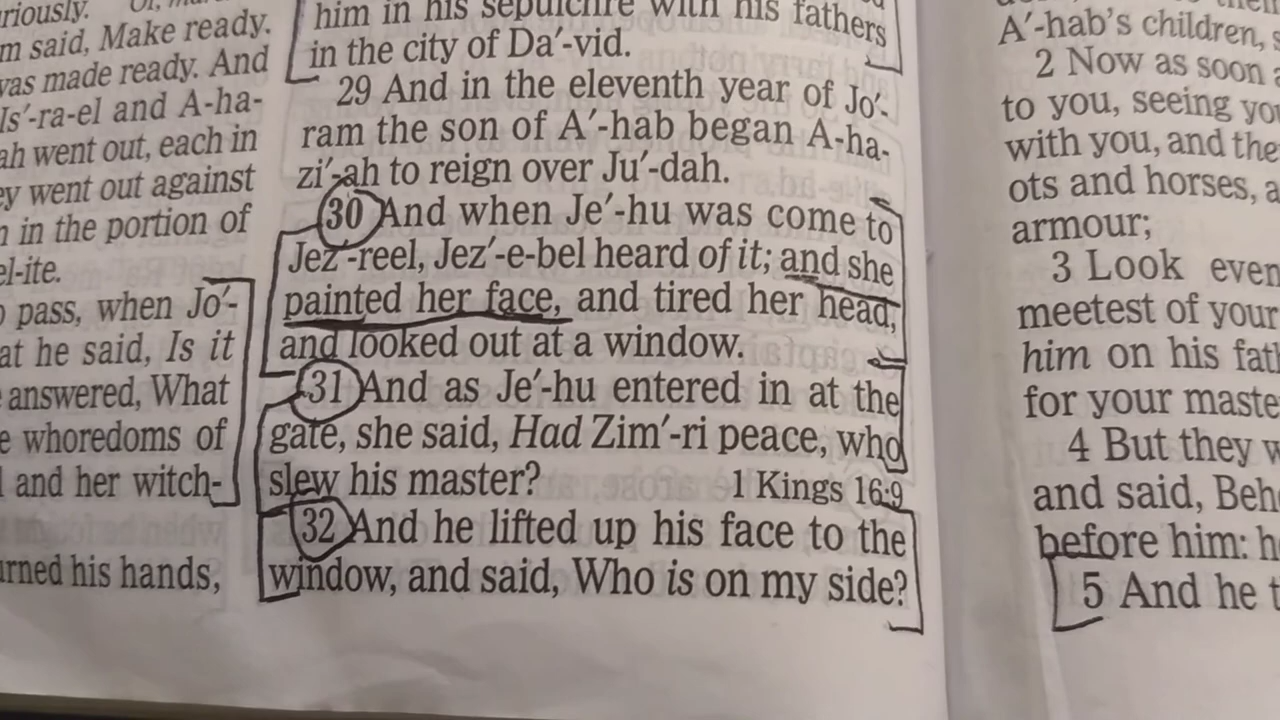 riously.
m said, Make ready.
was made ready. And
Is′-ra-el and A-ha-
ah went out, each in
ey went out against
n in the portion of
el-ite.
pass, when Jo′-
at he said, Is it
answered, What
e whoredoms of
l and her witch-
urned his hands,
him in his sepulchre with his fathers
in the city of Da′-vid.
29 And in the eleventh year of Jo′-
ram the son of A′-hab began A-ha-
zi′-ah to reign over Ju′-dah.
30 And when Je′-hu was come to
Jez′-reel, Jez′-e-bel heard of it; and she
painted her face, and tired her head,
and looked out at a window.
31 And as Je′-hu entered in at the
gate, she said, Had Zim′-ri peace, who
slew his master? 1 Kings 16:9
32 And he lifted up his face to the
window, and said, Who is on my side?
A′-hab's children,
2 Now as soon
to you, seeing you
with you, and the
ots and horses, a
armour;
3 Look even
meetest of your
him on his fath
for your maste
4 But they w
and said, Beh
before him: h
5 And he t